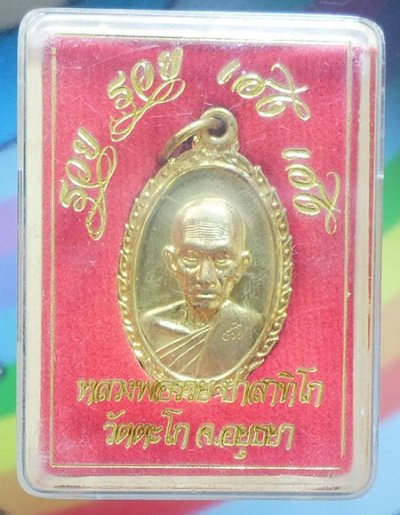 รวย รวย เฮง เฮง
หลวงพ่อรวย ปาสาทิโก
วัดตะโก จ.อยุธยา